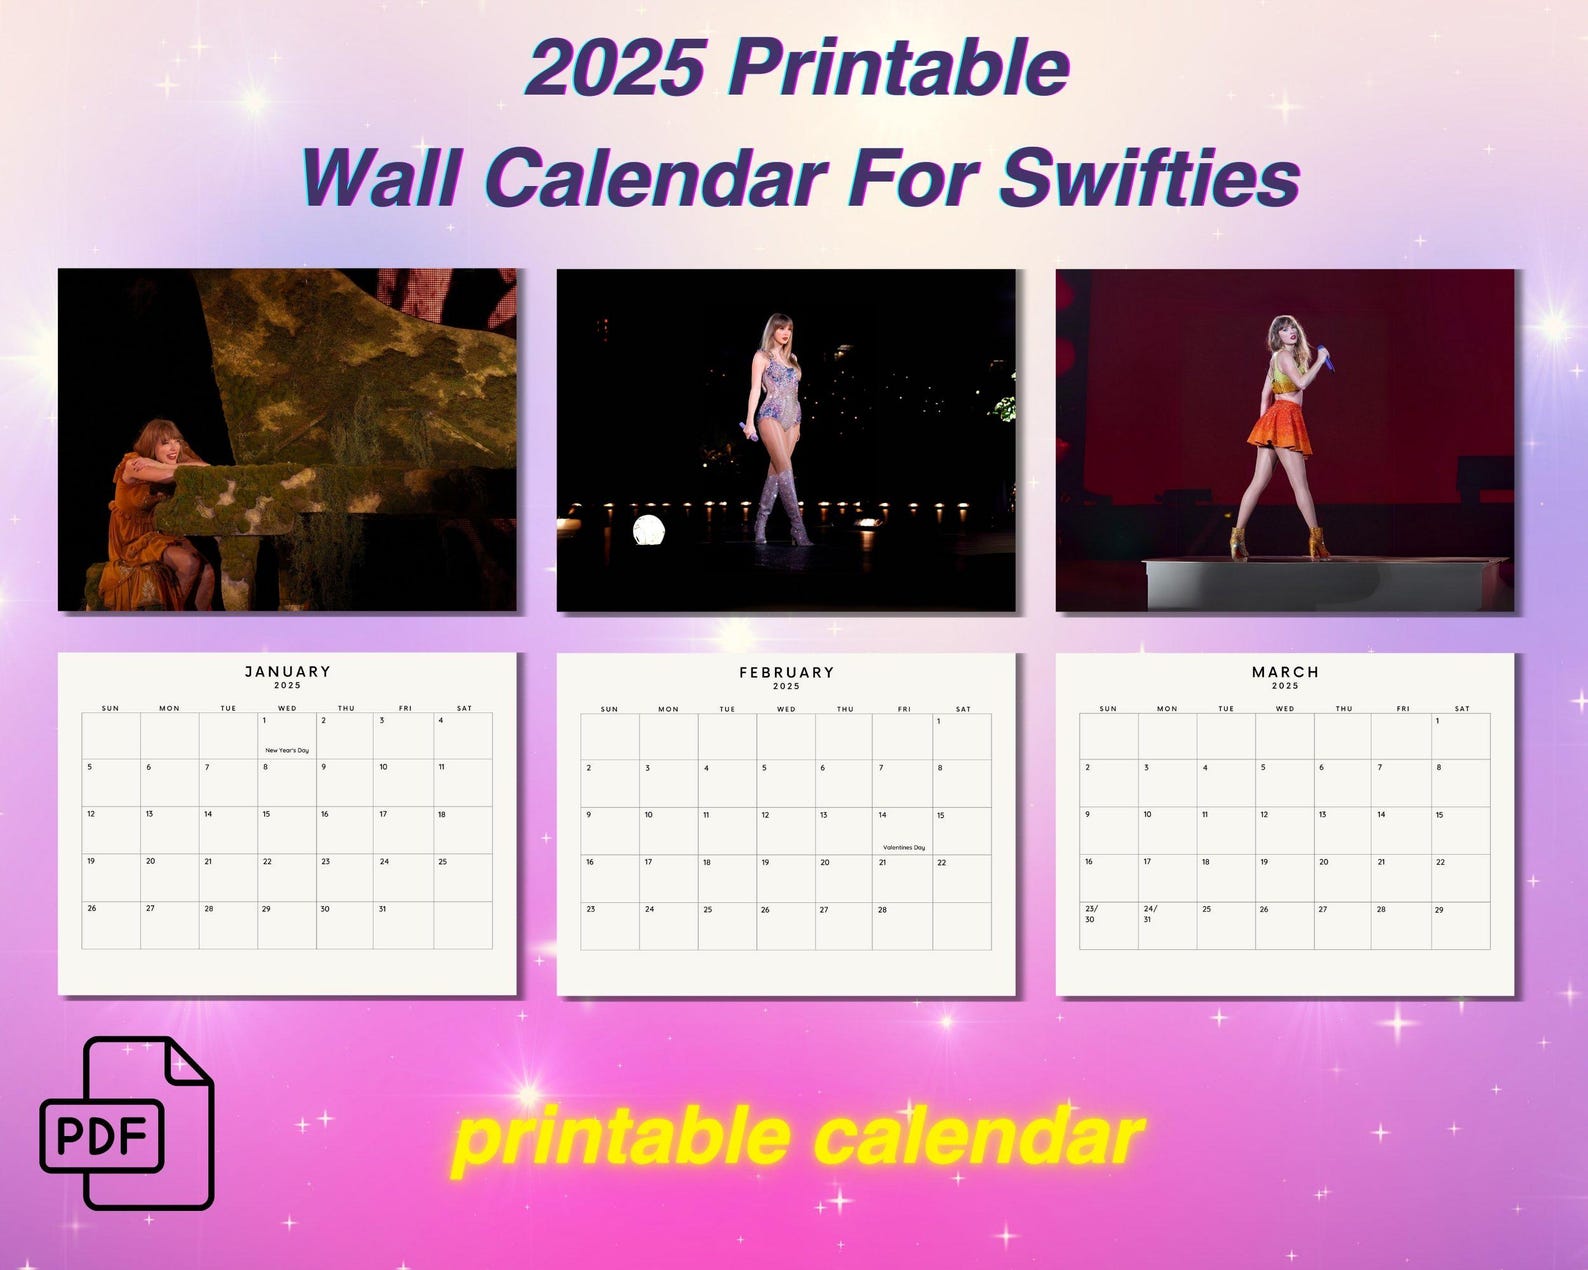 2025 Printable
Wall Calendar For Swifties
JANUARY
2025
SUN MON TUE WED THU FRI SAT
1 2 3 4
New Year's Day
5 6 7 8 9 10 11
12 13 14 15 16 17 18
19 20 21 22 23 24 25
26 27 28 29 30 31
FEBRUARY
2025
SUN MON TUE WED THU FRI SAT
1
2 3 4 5 6 7 8
9 10 11 12 13 14 15
Valentines Day
16 17 18 19 20 21 22
23 24 25 26 27 28
MARCH
2025
SUN MON TUE WED THU FRI SAT
1
2 3 4 5 6 7 8
9 10 11 12 13 14 15
16 17 18 19 20 21 22
23/ 24/ 25 26 27 28 29
30 31
PDF
printable calendar